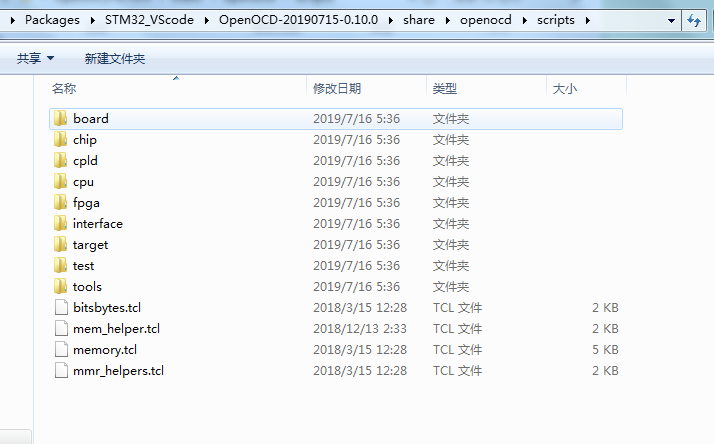 Packages ▸ STM32_VScode ▸ OpenOCD-20190715-0.10.0 ▸ share ▸ openocd ▸ scripts ▸
共享 新建文件夹
名称 修改日期 类型 大小
board 2019/7/16 5:36 文件夹
chip 2019/7/16 5:36 文件夹
cpld 2019/7/16 5:36 文件夹
cpu 2019/7/16 5:36 文件夹
fpga 2019/7/16 5:36 文件夹
interface 2019/7/16 5:36 文件夹
target 2019/7/16 5:36 文件夹
test 2019/7/16 5:36 文件夹
tools 2019/7/16 5:36 文件夹
bitsbytes.tcl 2018/3/15 12:28 TCL 文件 2 KB
mem_helper.tcl 2018/12/13 2:33 TCL 文件 2 KB
memory.tcl 2018/3/15 12:28 TCL 文件 5 KB
mmr_helpers.tcl 2018/3/15 12:28 TCL 文件 2 KB